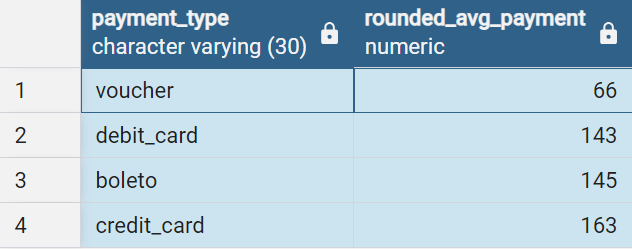 payment_type rounded_avg_payment
character varying (30) numeric
1 voucher 66
2 debit_card 143
3 boleto 145
4 credit_card 163